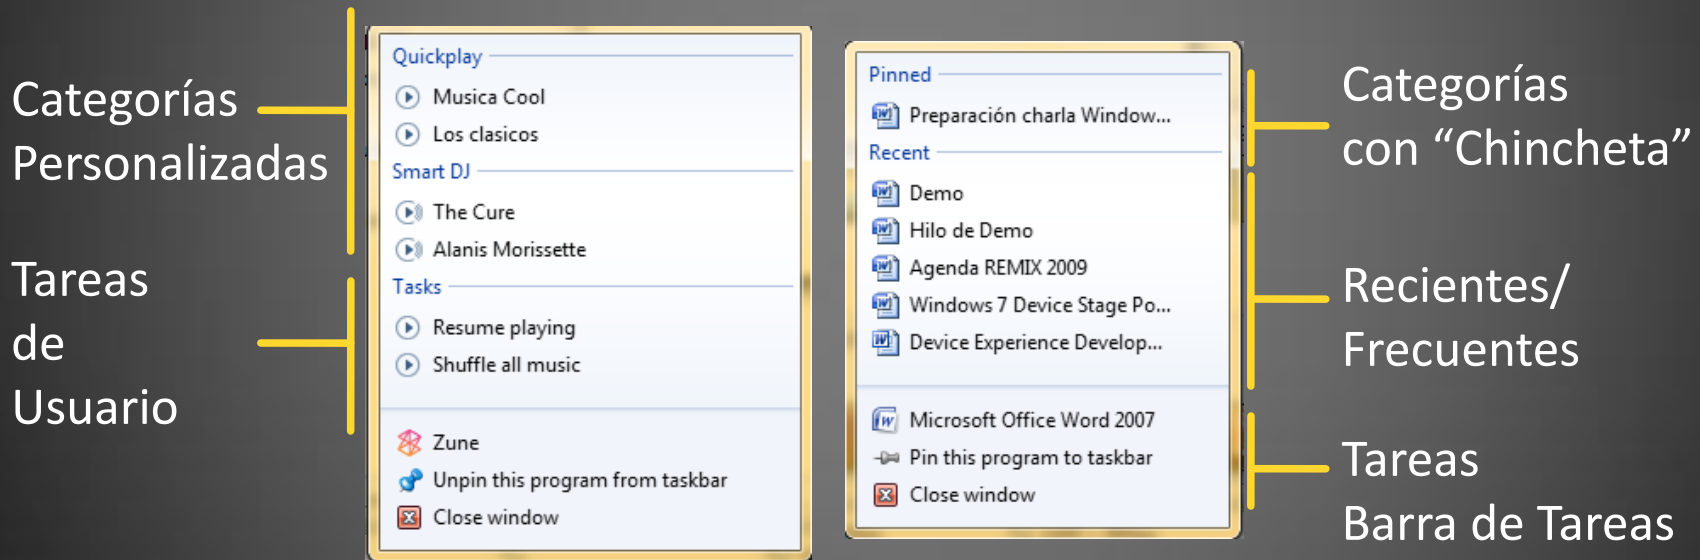 Categorías
Personalizadas
Tareas
de
Usuario
Quickplay
Musica Cool
Los clasicos
Smart DJ
The Cure
Alanis Morissette
Tasks
Resume playing
Shuffle all music
Zune
Unpin this program from taskbar
Close window
Pinned
Preparación charla Window...
Recent
Demo
Hilo de Demo
Agenda REMIX 2009
Windows 7 Device Stage Po...
Device Experience Develop...
Microsoft Office Word 2007
Pin this program to taskbar
Close window
Categorías
con “Chincheta”
Recientes/
Frecuentes
Tareas
Barra de Tareas